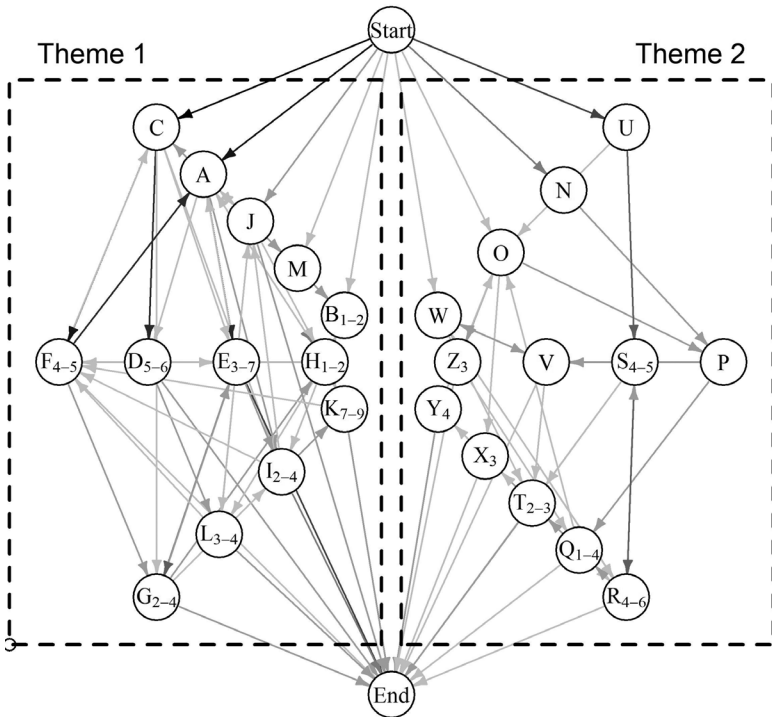 Start
Theme 1
Theme 2
C
U
A
N
J
O
M
B1–2
W
F4–5
D5–6
E3–7
H1–2
Z3
V
S4–5
P
K7–9
Y4
X3
I2–4
T2–3
L3–4
Q1–4
G2–4
R4–6
End